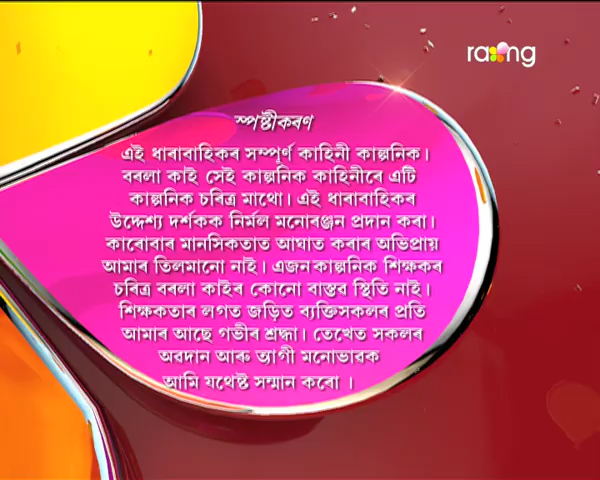 rang
স্পষ্টীকৰণ
এই ধাৰাবাহিকৰ সম্পূৰ্ণ কাহিনী কাল্পনিক।
বৰলা কাই সেই কাল্পনিক কাহিনীৰে এটি
কাল্পনিক চৰিত্ৰ মাথো। এই ধাৰাবাহিকৰ
উদ্দেশ্য দৰ্শকক নিৰ্মল মনোৰঞ্জন প্ৰদান কৰা।
কাৰোবাৰ মানসিকতাত আঘাত কৰাৰ অভিপ্ৰায়
আমাৰ তিলমানো নাই। এজন কাল্পনিক শিক্ষকৰ
চৰিত্ৰ বৰলা কাইৰ কোনো বাস্তৱ স্থিতি নাই।
শিক্ষকতাৰ লগত জড়িত ব্যক্তিসকলৰ প্ৰতি
আমাৰ আছে গভীৰ শ্ৰদ্ধা। তেখেত সকলৰ
অৱদান আৰু ত্যাগী মনোভাৱক
আমি যথেষ্ট সন্মান কৰো ।